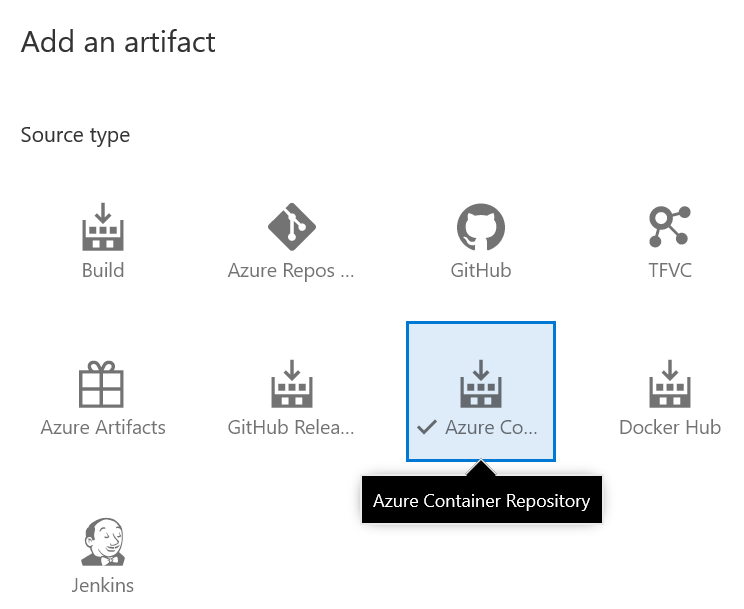 Add an artifact
Source type
Build
Azure Repos ...
GitHub
TFVC
Azure Artifacts
GitHub Relea...
Azure Co...
Docker Hub
Azure Container Repository
Jenkins